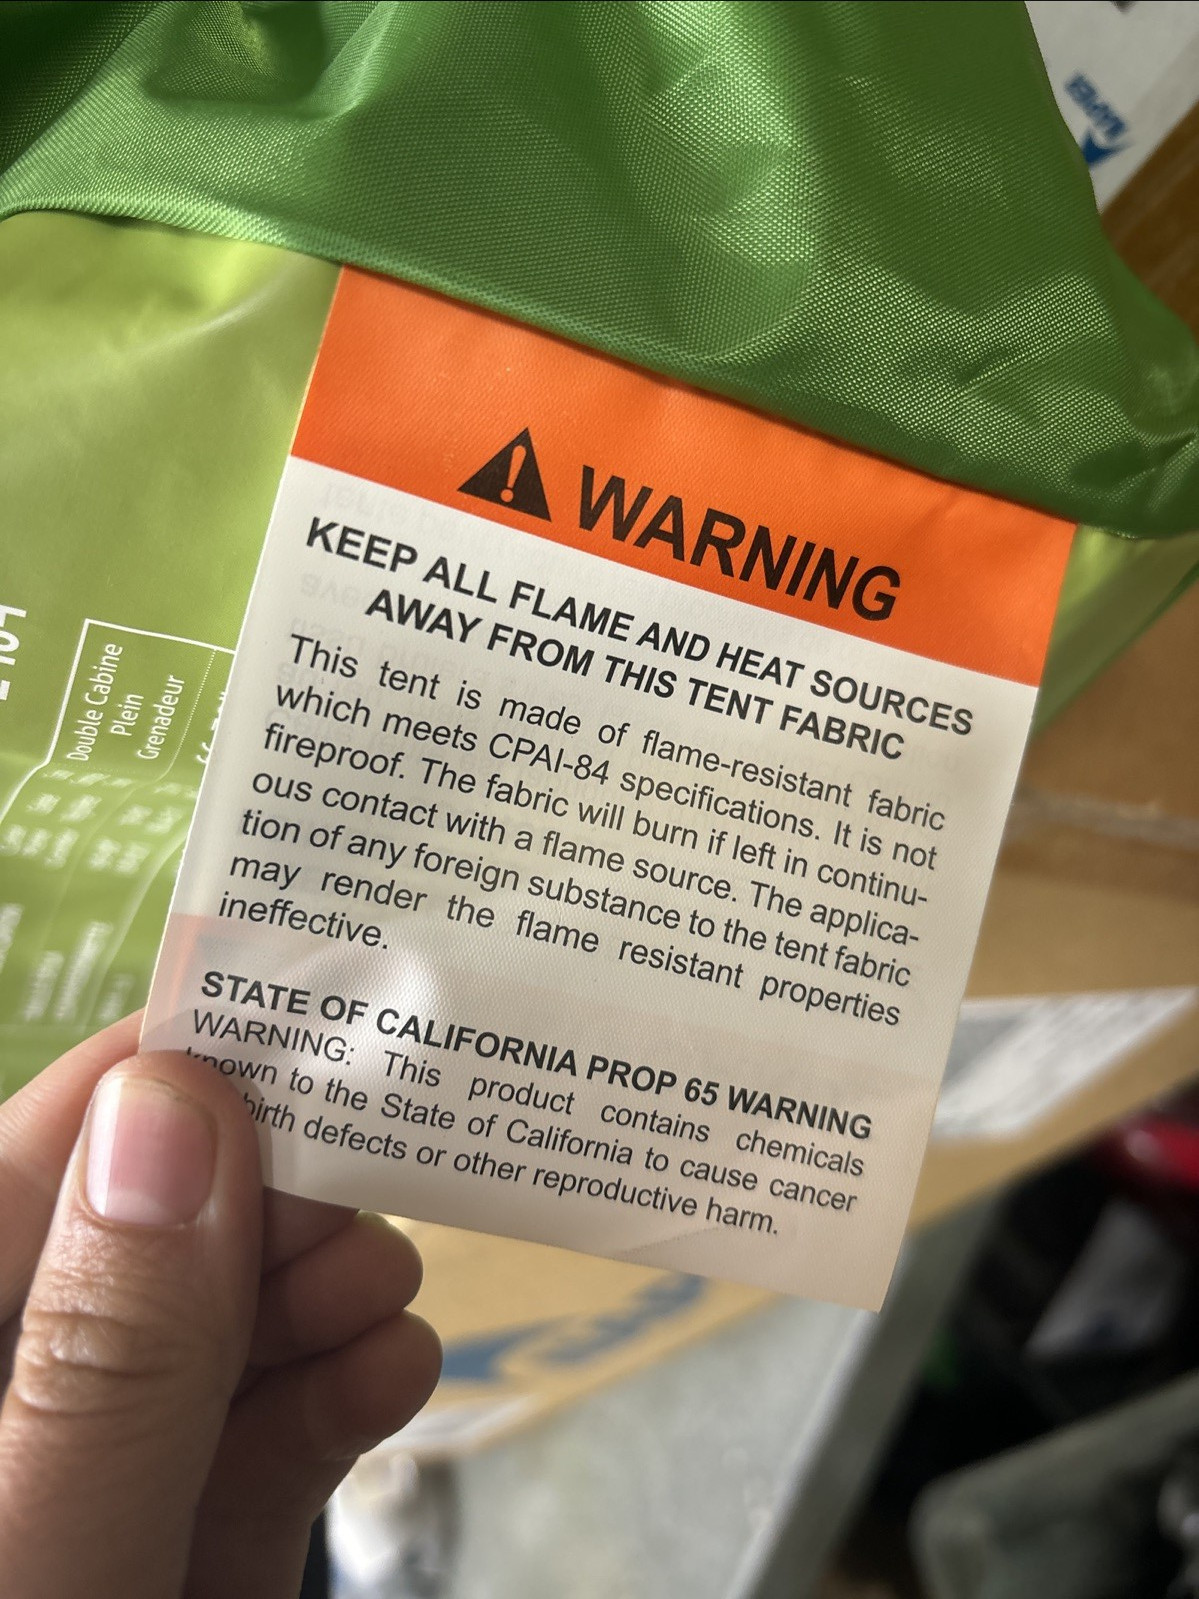 NAPIER
WARNING
KEEP ALL FLAME AND HEAT SOURCES
AWAY FROM THIS TENT FABRIC
This tent is made of flame-resistant fabric
which meets CPAI-84 specifications. It is not
fireproof. The fabric will burn if left in continu-
ous contact with a flame source. The applica-
tion of any foreign substance to the tent fabric
may render the flame resistant properties
ineffective.
STATE OF CALIFORNIA PROP 65 WARNING
WARNING: This product contains chemicals
known to the State of California to cause cancer
birth defects or other reproductive harm.
Double Cabine
Plein
Grenadeur